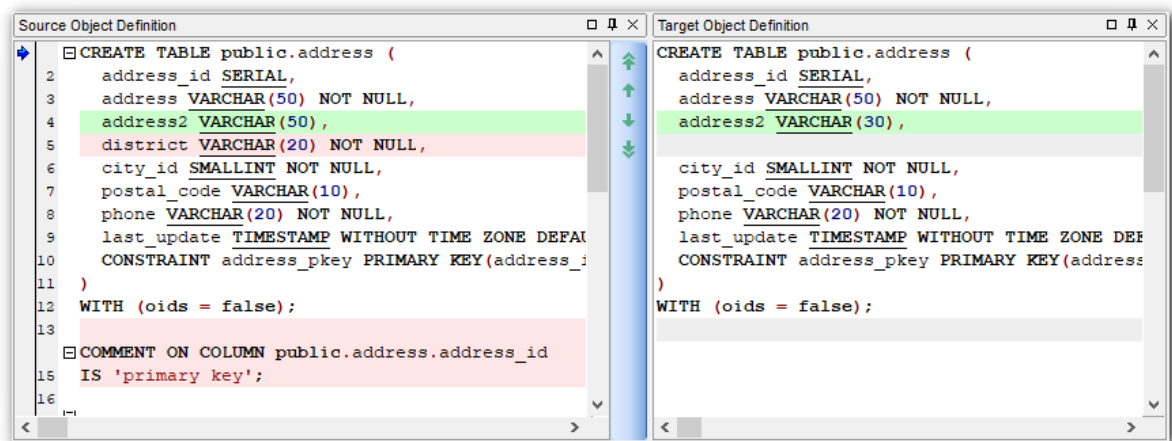 Source Object Definition
CREATE TABLE public.address (
2 address_id SERIAL,
3 address VARCHAR(50) NOT NULL,
4 address2 VARCHAR(50),
5 district VARCHAR(20) NOT NULL,
6 city_id SMALLINT NOT NULL,
7 postal_code VARCHAR(10),
8 phone VARCHAR(20) NOT NULL,
9 last_update TIMESTAMP WITHOUT TIME ZONE DEFAU
10 CONSTRAINT address_pkey PRIMARY KEY(address_i
11 )
12 WITH (oids = false);
13
COMMENT ON COLUMN public.address.address_id
15 IS 'primary key';
16
Target Object Definition
CREATE TABLE public.address (
address_id SERIAL,
address VARCHAR(50) NOT NULL,
address2 VARCHAR(30),
city_id SMALLINT NOT NULL,
postal_code VARCHAR(10),
phone VARCHAR(20) NOT NULL,
last_update TIMESTAMP WITHOUT TIME ZONE DEF
CONSTRAINT address_pkey PRIMARY KEY(address
)
WITH (oids = false);